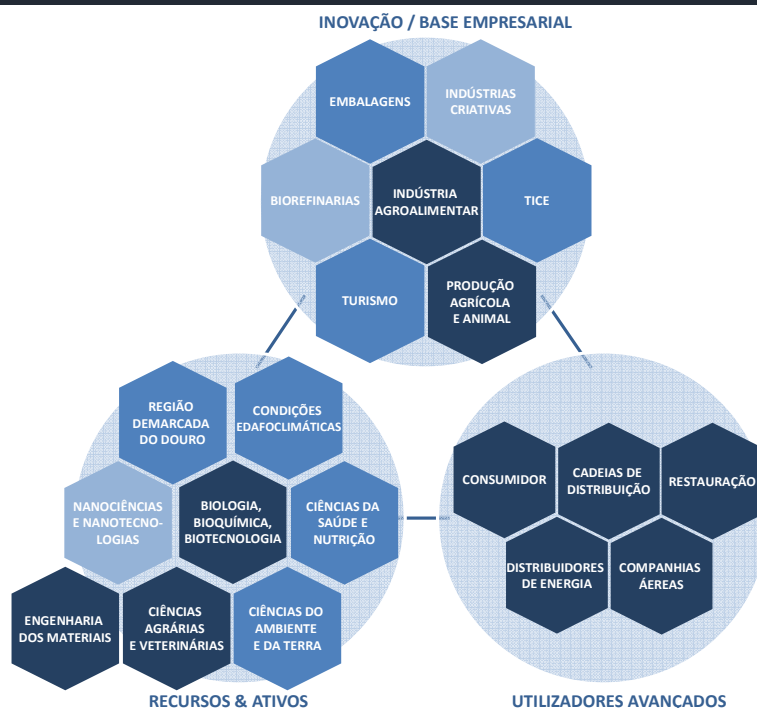 INOVAÇÃO / BASE EMPRESARIAL
EMBALAGENS
INDÚSTRIAS
CRIATIVAS
BIOREFINARIAS
INDÚSTRIA
AGROALIMENTAR
TICE
TURISMO
PRODUÇÃO
AGRÍCOLA
E ANIMAL
REGIÃO
DEMARCADA
DO DOURO
CONDIÇÕES
EDAFOCLIMÁTICAS
NANOCIÊNCIAS
E NANOTECNO-
LOGIAS
BIOLOGIA,
BIOQUÍMICA,
BIOTECNOLOGIA
CIÊNCIAS DA
SAÚDE E
NUTRIÇÃO
ENGENHARIA
DOS MATERIAIS
CIÊNCIAS
AGRÁRIAS
E VETERINÁRIAS
CIÊNCIAS DO
AMBIENTE
E DA TERRA
RECURSOS & ATIVOS
CONSUMIDOR
CADEIAS DE
DISTRIBUIÇÃO
RESTAURAÇÃO
DISTRIBUIDORES
DE ENERGIA
COMPANHIAS
ÁEREAS
UTILIZADORES AVANÇADOS